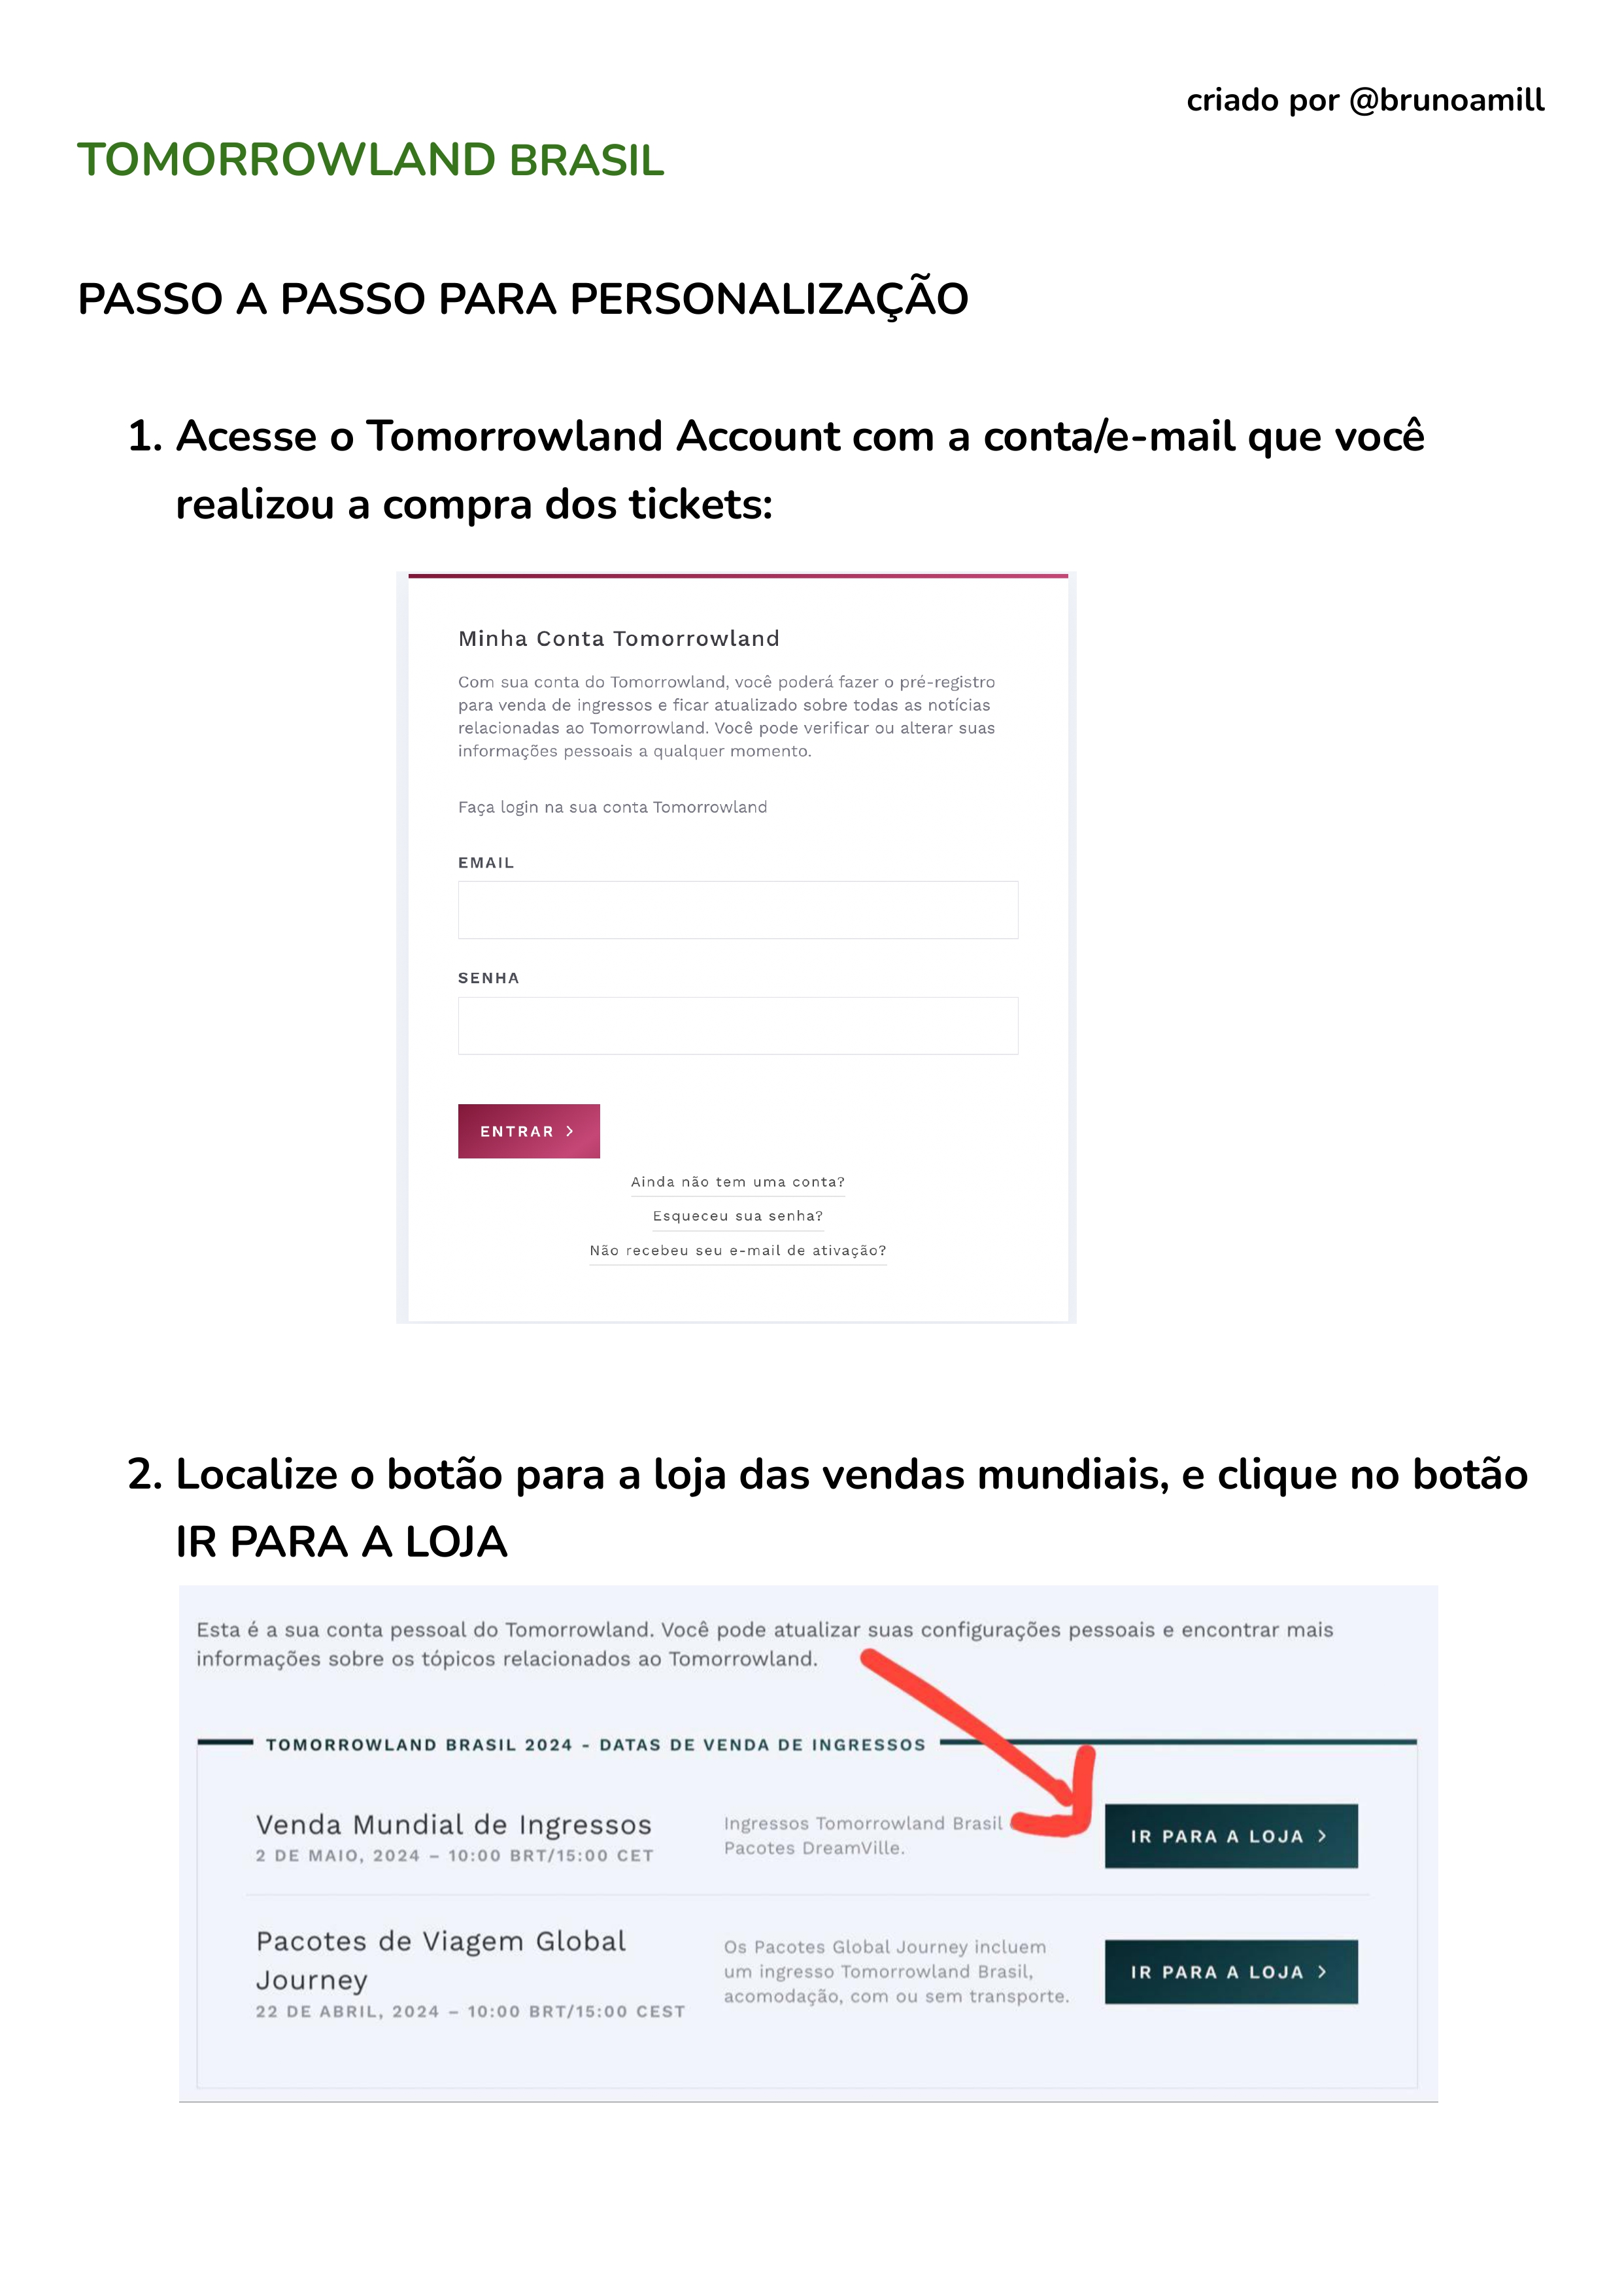 criado por @brunoamill
TOMORROWLAND BRASIL
PASSO A PASSO PARA PERSONALIZAÇÃO
1. Acesse o Tomorrowland Account com a conta/e-mail que você
realizou a compra dos tickets:
Minha Conta Tomorrowland
Com sua conta do Tomorrowland, você poderá fazer o pré-registro
para venda de ingressos e ficar atualizado sobre todas as notícias
relacionadas ao Tomorrowland. Você pode verificar ou alterar suas
informações pessoais a qualquer momento.
Faça login na sua conta Tomorrowland
EMAIL
SENHA
ENTRAR >
Ainda não tem uma conta?
Esqueceu sua senha?
Não recebeu seu e-mail de ativação?
2. Localize o botão para a loja das vendas mundiais, e clique no botão
IR PARA A LOJA
Esta é a sua conta pessoal do Tomorrowland. Você pode atualizar suas configurações pessoais e encontrar mais
informações sobre os tópicos relacionados ao Tomorrowland.
TOMORROWLAND BRASIL 2024 - DATAS DE VENDA DE INGRESSOS
Venda Mundial de Ingressos
2 DE MAIO, 2024 – 10:00 BRT/15:00 CET
Ingressos Tomorrowland Brasil
Pacotes DreamVille.
IR PARA A LOJA >
Pacotes de Viagem Global
Journey
22 DE ABRIL, 2024 – 10:00 BRT/15:00 CEST
Os Pacotes Global Journey incluem
um ingresso Tomorrowland Brasil,
acomodação, com ou sem transporte.
IR PARA A LOJA >